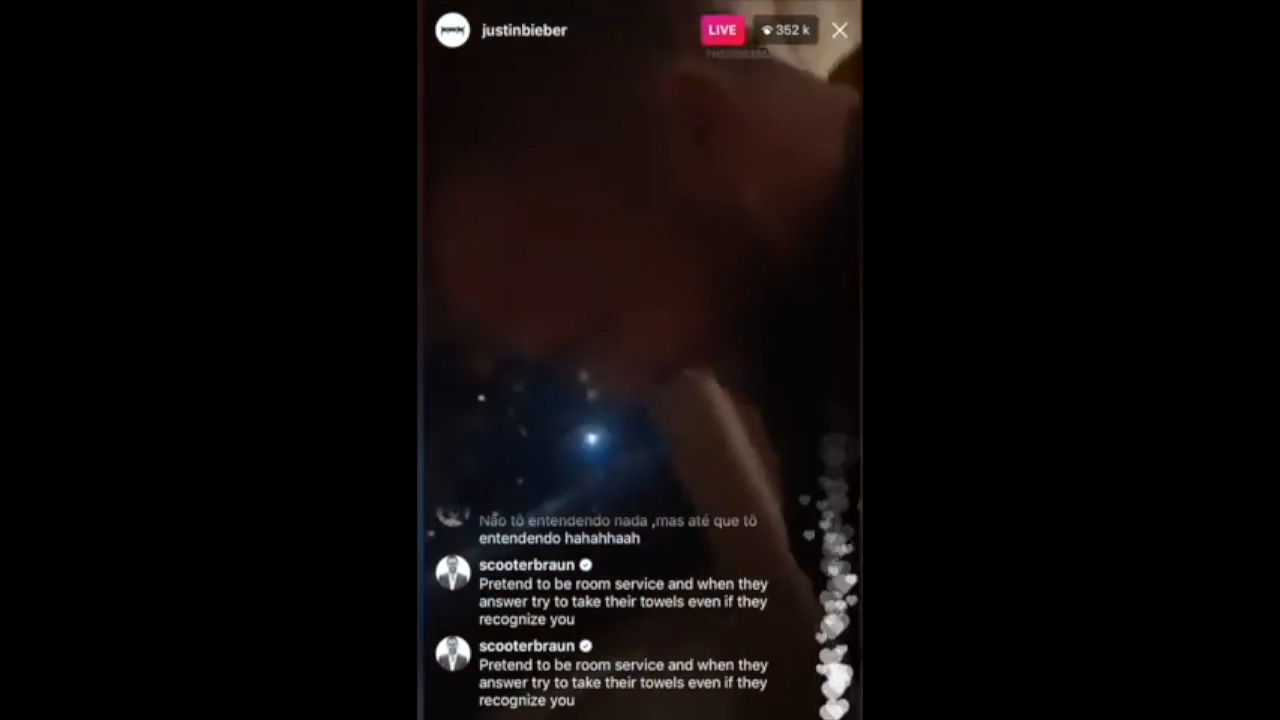 justinbieber
LIVE
352 k
Não tô entendendo nada ,mas até que tô
entendendo hahahhaah
scooterbraun
Pretend to be room service and when they
answer try to take their towels even if they
recognize you
scooterbraun
Pretend to be room service and when they
answer try to take their towels even if they
recognize you